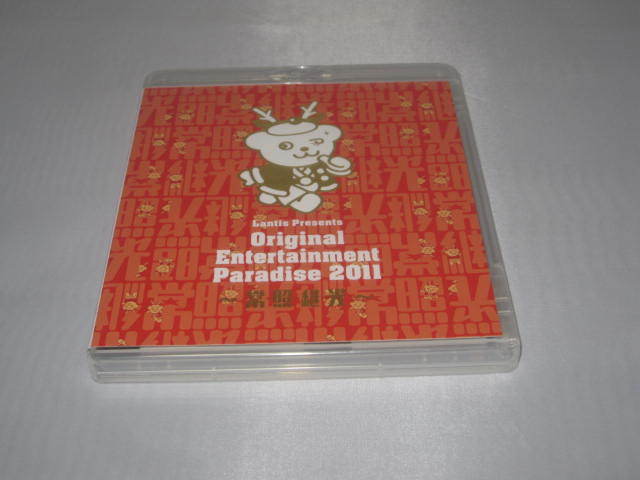 Lantis Presents
Original
Entertainment
Paradise 2011
常照継光